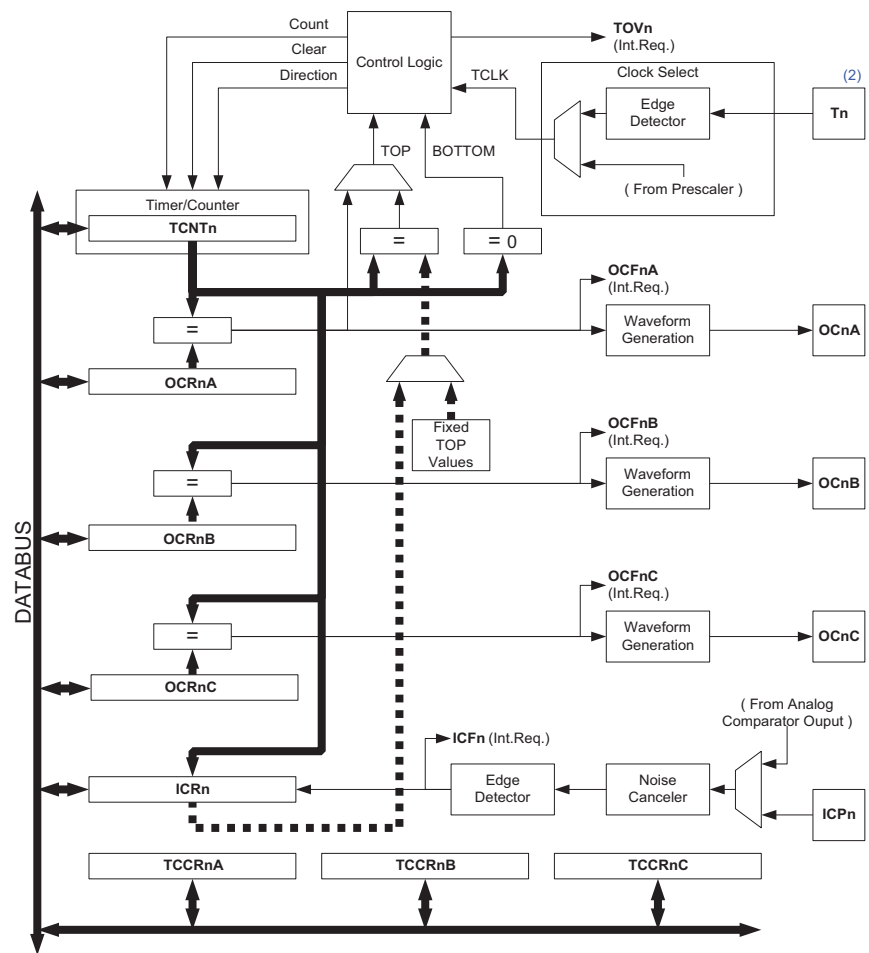 Count
Clear
Direction
Control Logic
TOVn
(Int.Req.)
TCLK
Clock Select
Edge
Detector
( From Prescaler )
(2)
Tn
TOP
BOTTOM
Timer/Counter
TCNTn
=
= 0
=
OCRnA
OCFnA
(Int.Req.)
Waveform
Generation
OCnA
Fixed
TOP
Values
=
OCRnB
OCFnB
(Int.Req.)
Waveform
Generation
OCnB
DATABUS
=
OCRnC
OCFnC
(Int.Req.)
Waveform
Generation
OCnC
( From Analog
Comparator Ouput )
ICFn (Int.Req.)
ICRn
Edge
Detector
Noise
Canceler
ICPn
TCCRnA
TCCRnB
TCCRnC